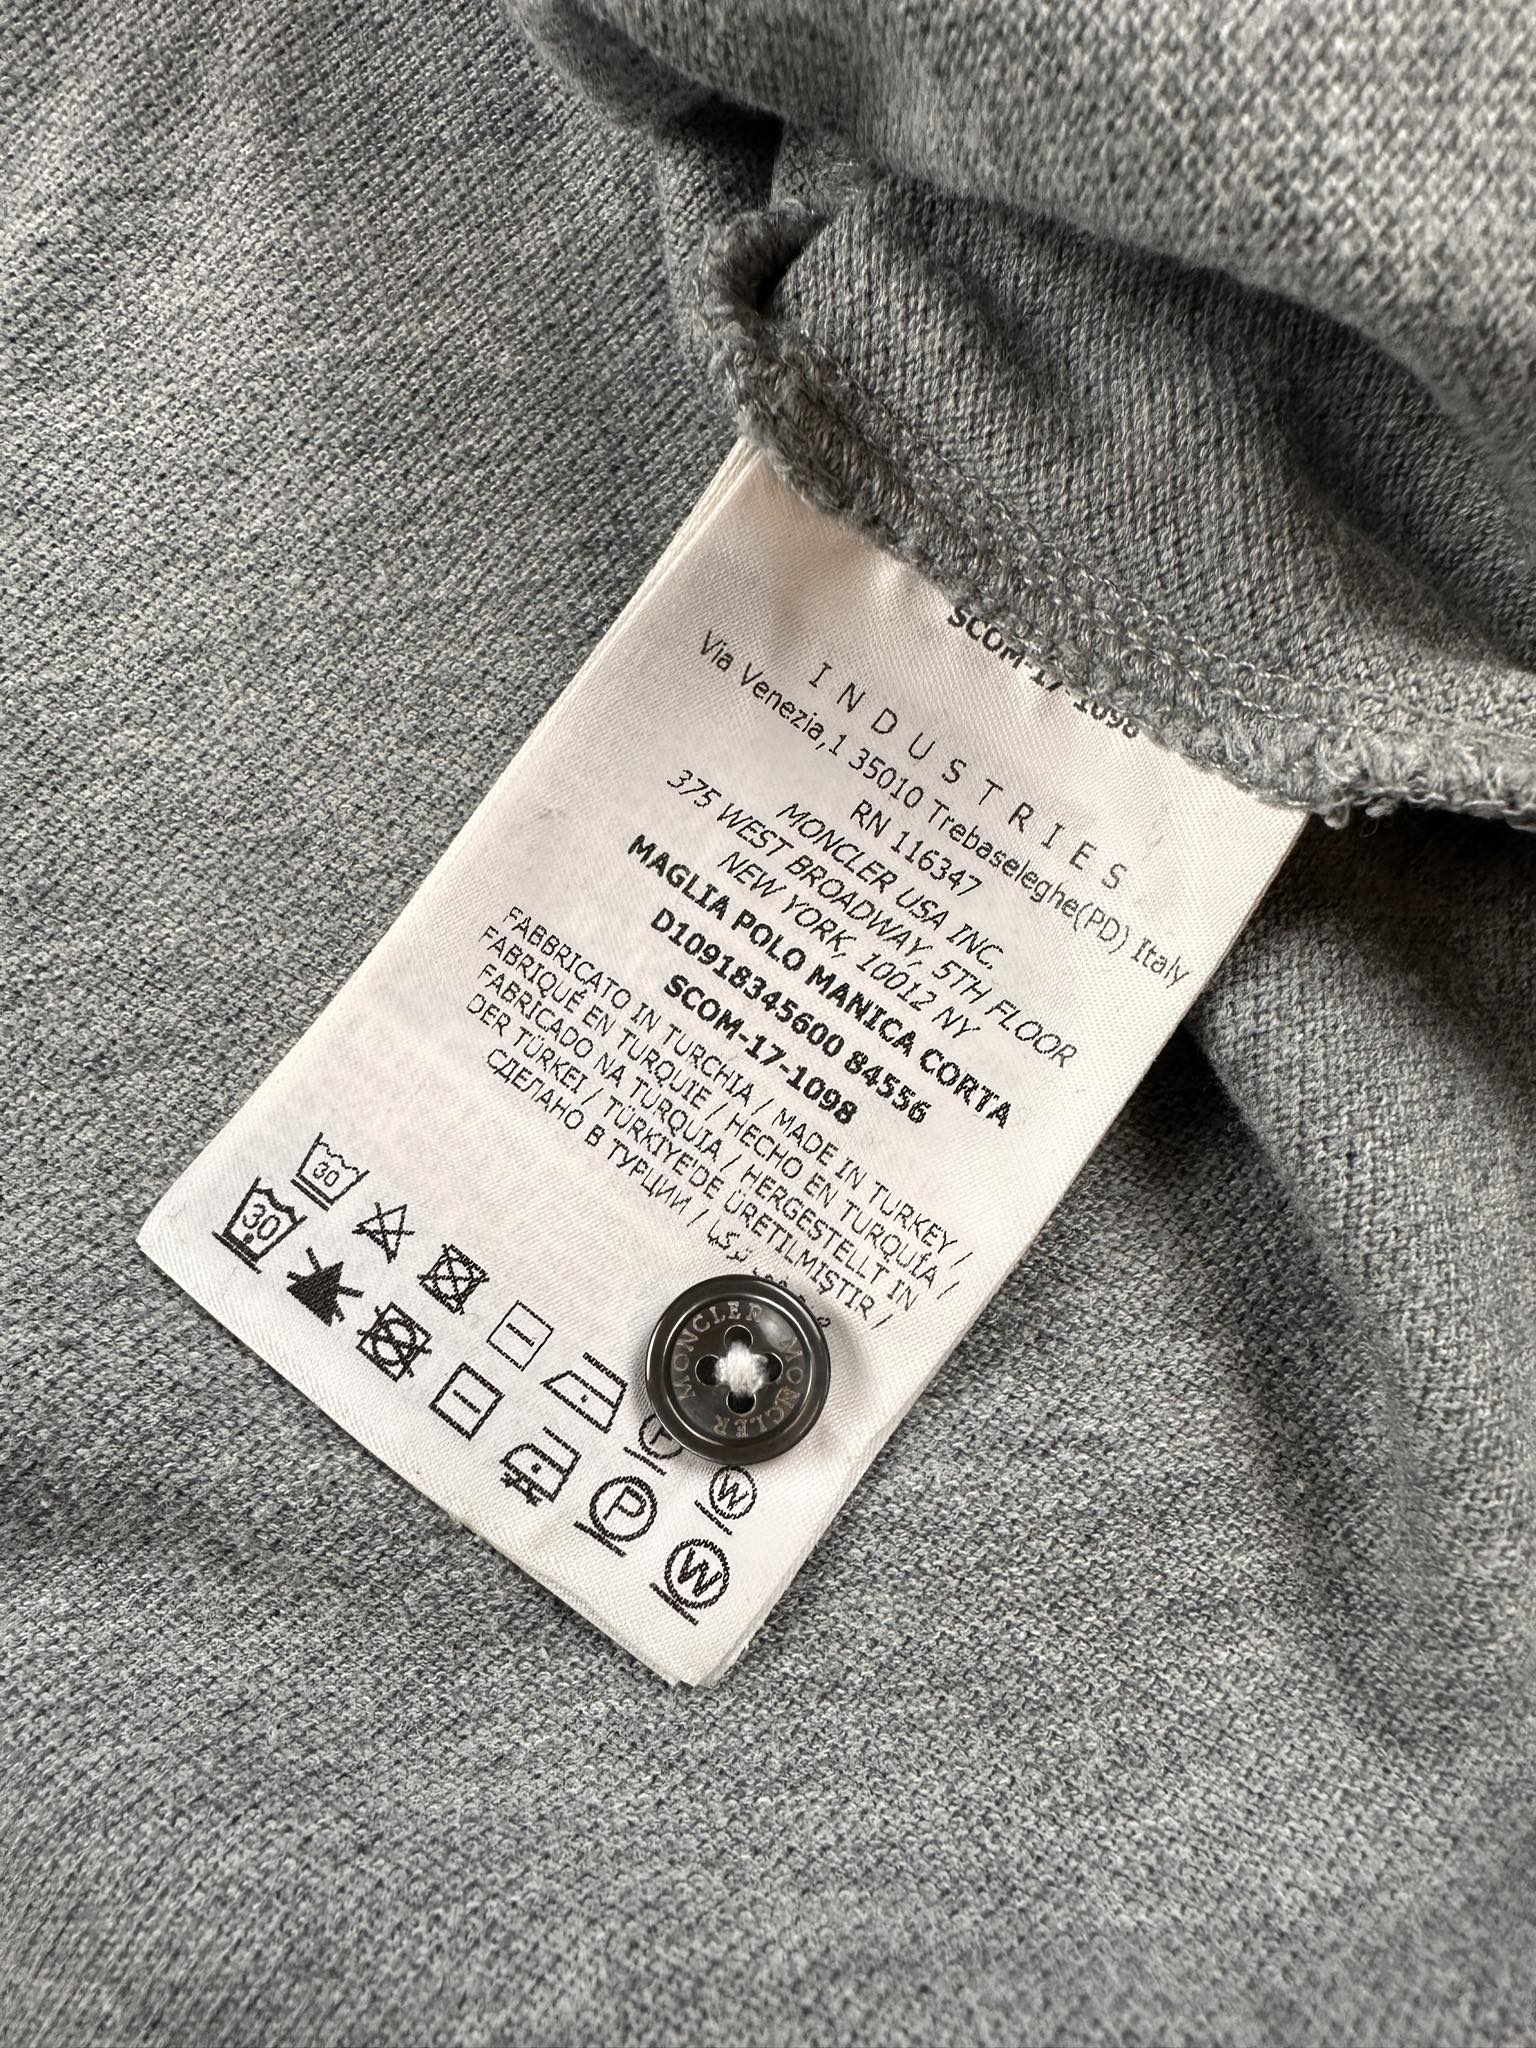 SCOM-17-1098
INDUSTRIES
Via Venezia,1 35010 Trebaseleghe(PD) Italy
RN 116347
MONCLER USA INC.
375 WEST BROADWAY, 5TH FLOOR
NEW YORK, 10012 NY
MAGLIA POLO MANICA CORTA
D10918345600 84556
SCOM-17-1098
FABBRICATO IN TURCHIA / MADE IN TURKEY /
FABRIQUÉ EN TURQUIE / HECHO EN TURQUÍA /
FABRICADO NA TURQUIA / HERGESTELLT IN
DER TÜRKEI / TÜRKIYE'DE ÜRETILMIŞTIR /
СДЕЛАНО В ТУРЦИИ / تركيا
30
30
P
W
W
MONCLER MONCLER MONCLER